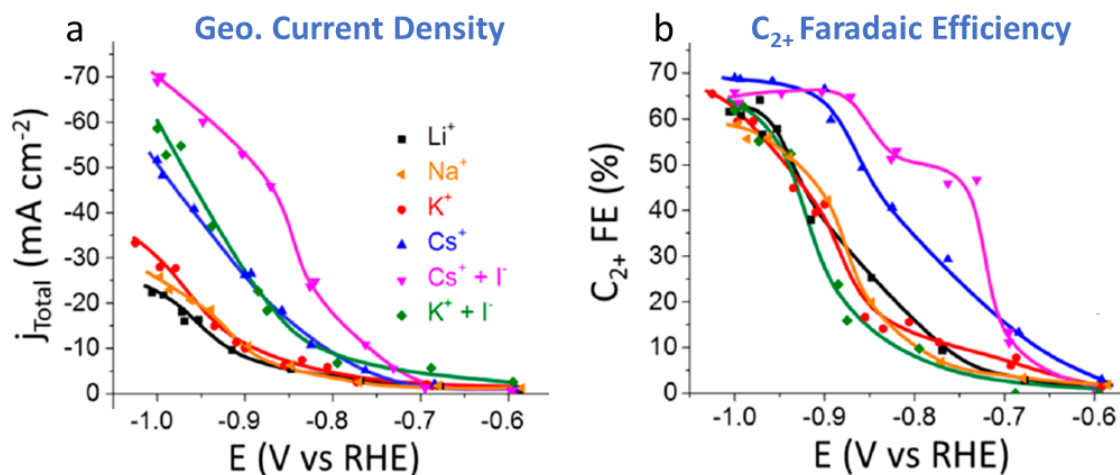 a Geo. Current Density
j_Total (mA cm⁻²)
-70
-60
-50
-40
-30
-20
-10
0
Li⁺
Na⁺
K⁺
Cs⁺
Cs⁺ + I⁻
K⁺ + I⁻
-1.0 -0.9 -0.8 -0.7 -0.6
E (V vs RHE)
b C₂₊ Faradaic Efficiency
C₂₊ FE (%)
70
60
50
40
30
20
10
0
-1.0 -0.9 -0.8 -0.7 -0.6
E (V vs RHE)